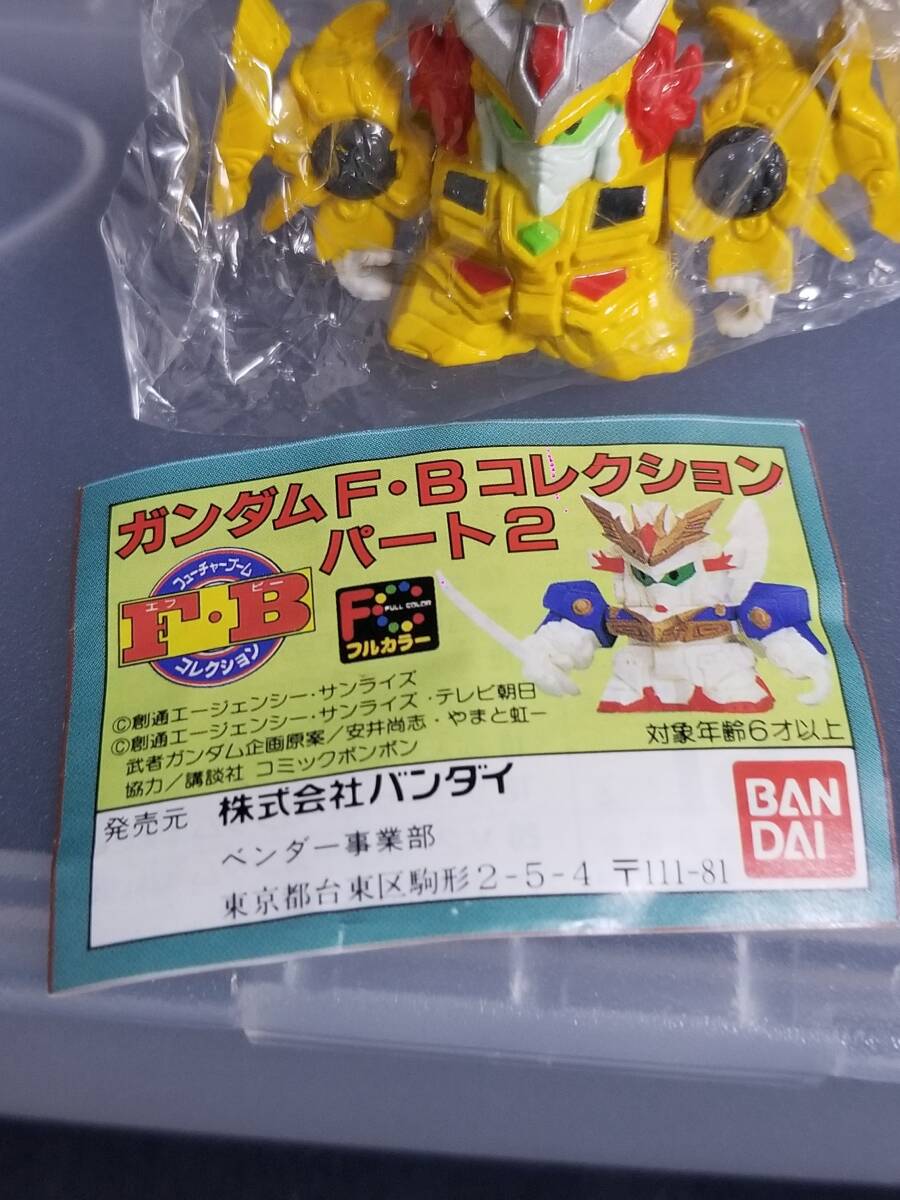 ガンダムF・Bコレクション
パート2
フューチャーブーム
エフ ビー
F・B
コレクション
F FULL COLOR
フルカラー
©創通エージェンシー・サンライズ
©創通エージェンシー・サンライズ・テレビ朝日
武者ガンダム企画原案/安井尚志・やまと虹一
協力/講談社 コミックボンボン
対象年齢6才以上
発売元 株式会社バンダイ
ベンダー事業部
東京都台東区駒形2-5-4 〒111-81
BAN
DAI